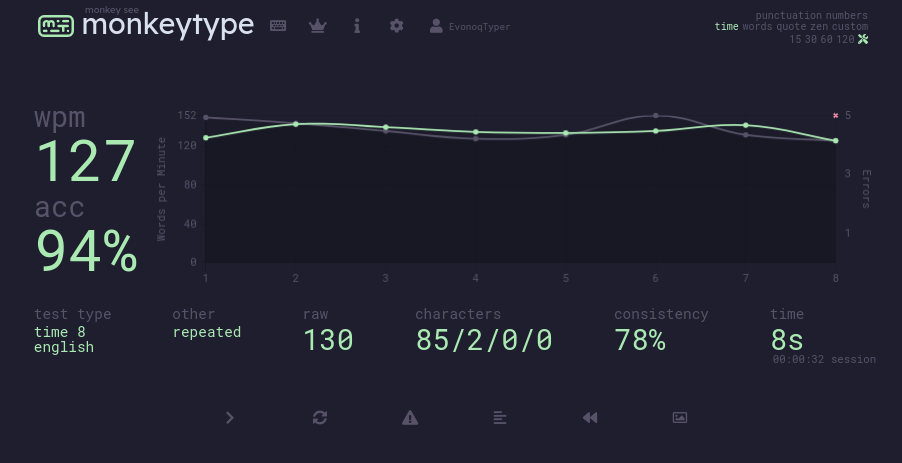 monkey see
monkeytype
EvonoqTyper
punctuation numbers
time words quote zen custom
15 30 60 120
wpm
127
acc
94%
152
120
80
40
0
Words per Minute
1 2 3 4 5 6 7 8
5
3
1
Errors
test type
time 8
english
other
repeated
raw
130
characters
85/2/0/0
consistency
78%
time
8s
00:00:32 session